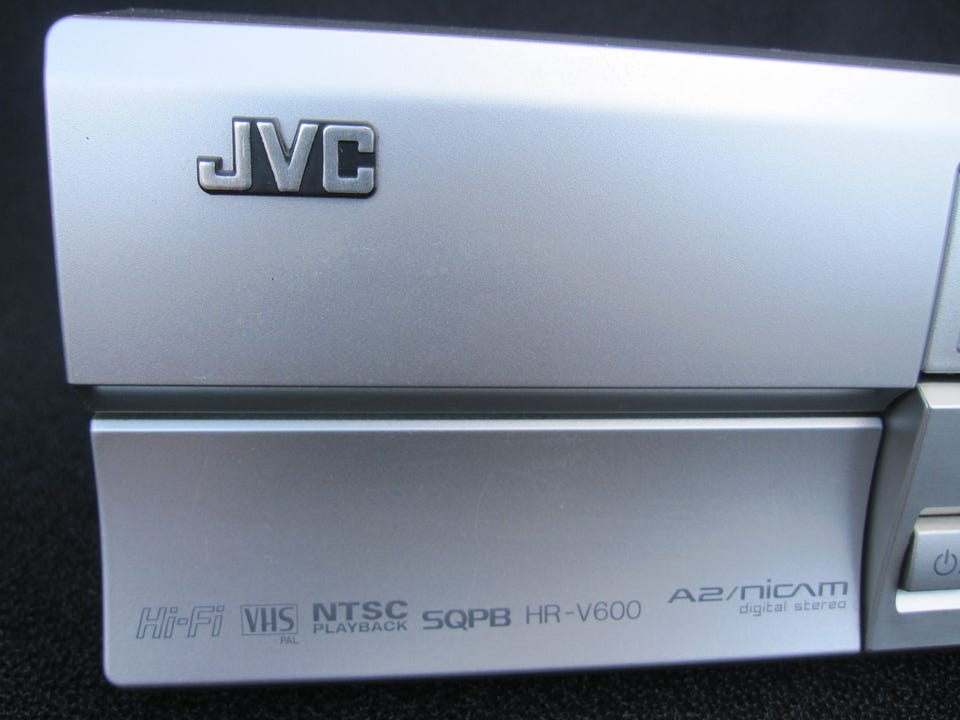 JVC
Hi-Fi VHS NTSC SQPB HR-V600 A2/nicam
PAL PLAYBACK digital stereo